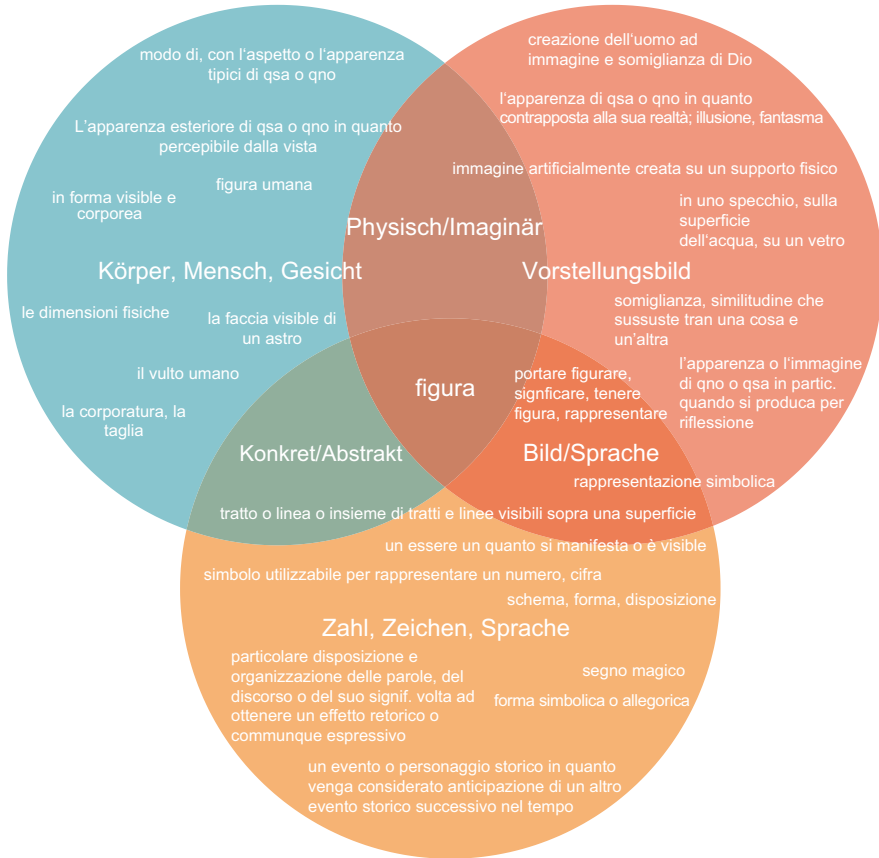 creazione dell'uomo ad
immagine e somiglianza di Dio
modo di, con l'aspetto o l'apparenza
tipici di qsa o qno
l'apparenza di qsa o qno in quanto
contrapposta alla sua realtà; illusione, fantasma
L'apparenza esteriore di qsa o qno in quanto
percepibile dalla vista
immagine artificialmente creata su un supporto fisico
figura umana
in forma visible e
corporea
in uno specchio, sulla
superficie
dell'acqua, su un vetro
Physisch/Imaginär
Körper, Mensch, Gesicht
Vorstellungsbild
le dimensioni fisiche
la faccia visible di
un astro
somiglianza, similitudine che
sussuste tran una cosa e
un'altra
il vulto umano
figura
portare figurare,
signficare, tenere
figura, rappresentare
l'apparenza o l'immagine
di qno o qsa in partic.
quando si produca per
riflessione
la corporatura, la
taglia
Konkret/Abstrakt
Bild/Sprache
rappresentazione simbolica
tratto o linea o insieme di tratti e linee visibili sopra una superficie
un essere un quanto si manifesta o è visible
simbolo utilizzabile per rappresentare un numero, cifra
schema, forma, disposizione
Zahl, Zeichen, Sprache
particolare disposizione e
organizzazione delle parole, del
discorso o del suo signif. volta ad
ottenere un effetto retorico o
communque espressivo
segno magico
forma simbolica o allegorica
un evento o personaggio storico in quanto
venga considerato anticipazione di un altro
evento storico successivo nel tempo